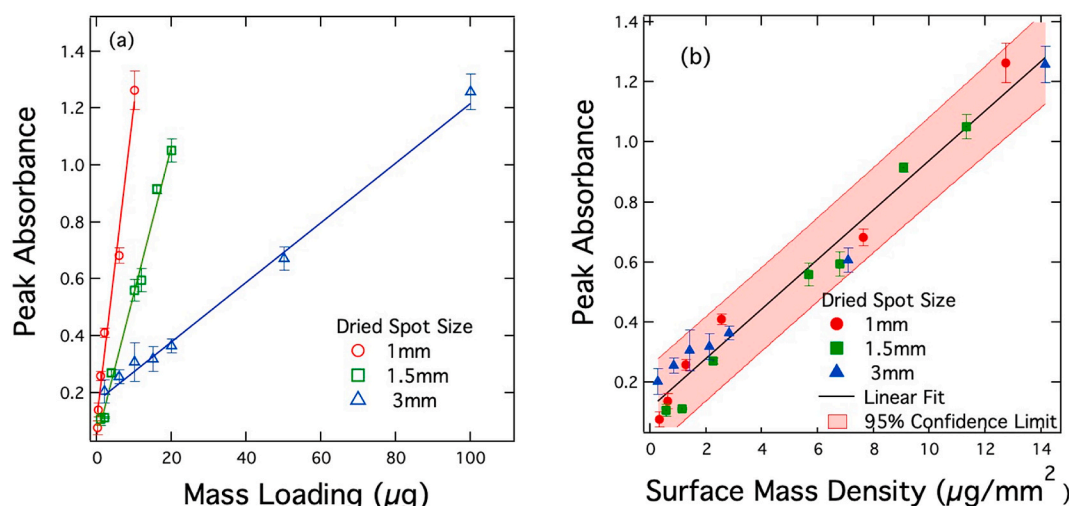 (a)
1.4
1.2
1.0
0.8
0.6
0.4
0.2
Peak Absorbance
Dried Spot Size
1mm
1.5mm
3mm
0 20 40 60 80 100
Mass Loading (µg)
(b)
1.4
1.2
1.0
0.8
0.6
0.4
0.2
Peak Absorbance
Dried Spot Size
1mm
1.5mm
3mm
Linear Fit
95% Confidence Limit
0 2 4 6 8 10 12 14
Surface Mass Density (µg/mm²)